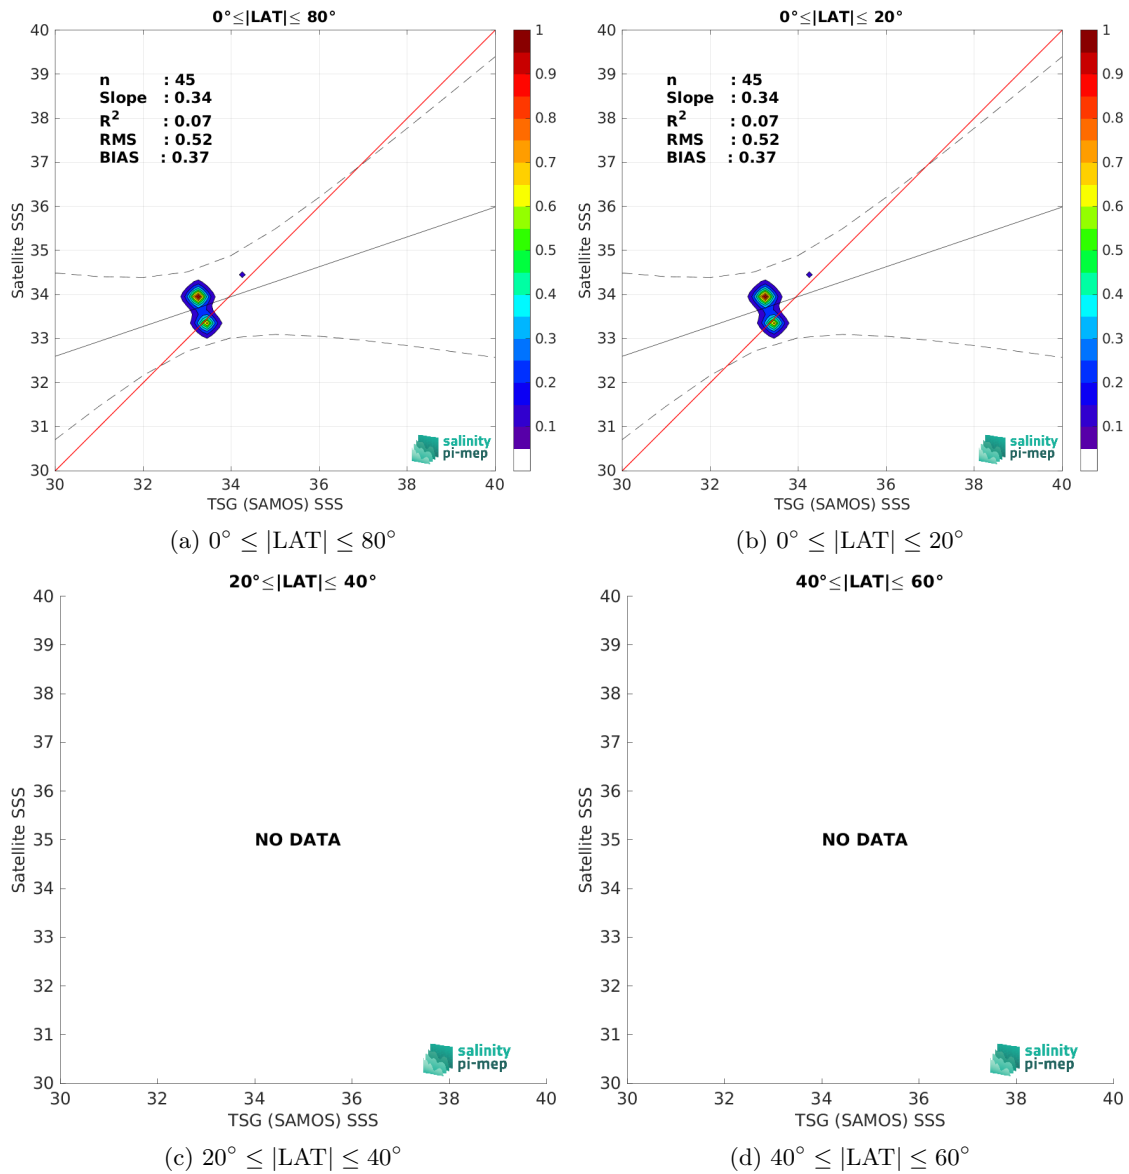 0°≤|LAT|≤ 80°
40
39
38
37
36
35
34
33
32
31
30
30 32 34 36 38 40
Satellite SSS
TSG (SAMOS) SSS
n : 45
Slope : 0.34
R² : 0.07
RMS : 0.52
BIAS : 0.37
1
0.9
0.8
0.7
0.6
0.5
0.4
0.3
0.2
0.1
salinity
pi-mep
(a) 0° ≤ |LAT| ≤ 80°
0°≤|LAT|≤ 20°
40
39
38
37
36
35
34
33
32
31
30
30 32 34 36 38 40
Satellite SSS
TSG (SAMOS) SSS
n : 45
Slope : 0.34
R² : 0.07
RMS : 0.52
BIAS : 0.37
1
0.9
0.8
0.7
0.6
0.5
0.4
0.3
0.2
0.1
salinity
pi-mep
(b) 0° ≤ |LAT| ≤ 20°
20°≤|LAT|≤ 40°
40
39
38
37
36
35
34
33
32
31
30
30 32 34 36 38 40
Satellite SSS
TSG (SAMOS) SSS
NO DATA
salinity
pi-mep
(c) 20° ≤ |LAT| ≤ 40°
40°≤|LAT|≤ 60°
40
39
38
37
36
35
34
33
32
31
30
30 32 34 36 38 40
Satellite SSS
TSG (SAMOS) SSS
NO DATA
salinity
pi-mep
(d) 40° ≤ |LAT| ≤ 60°